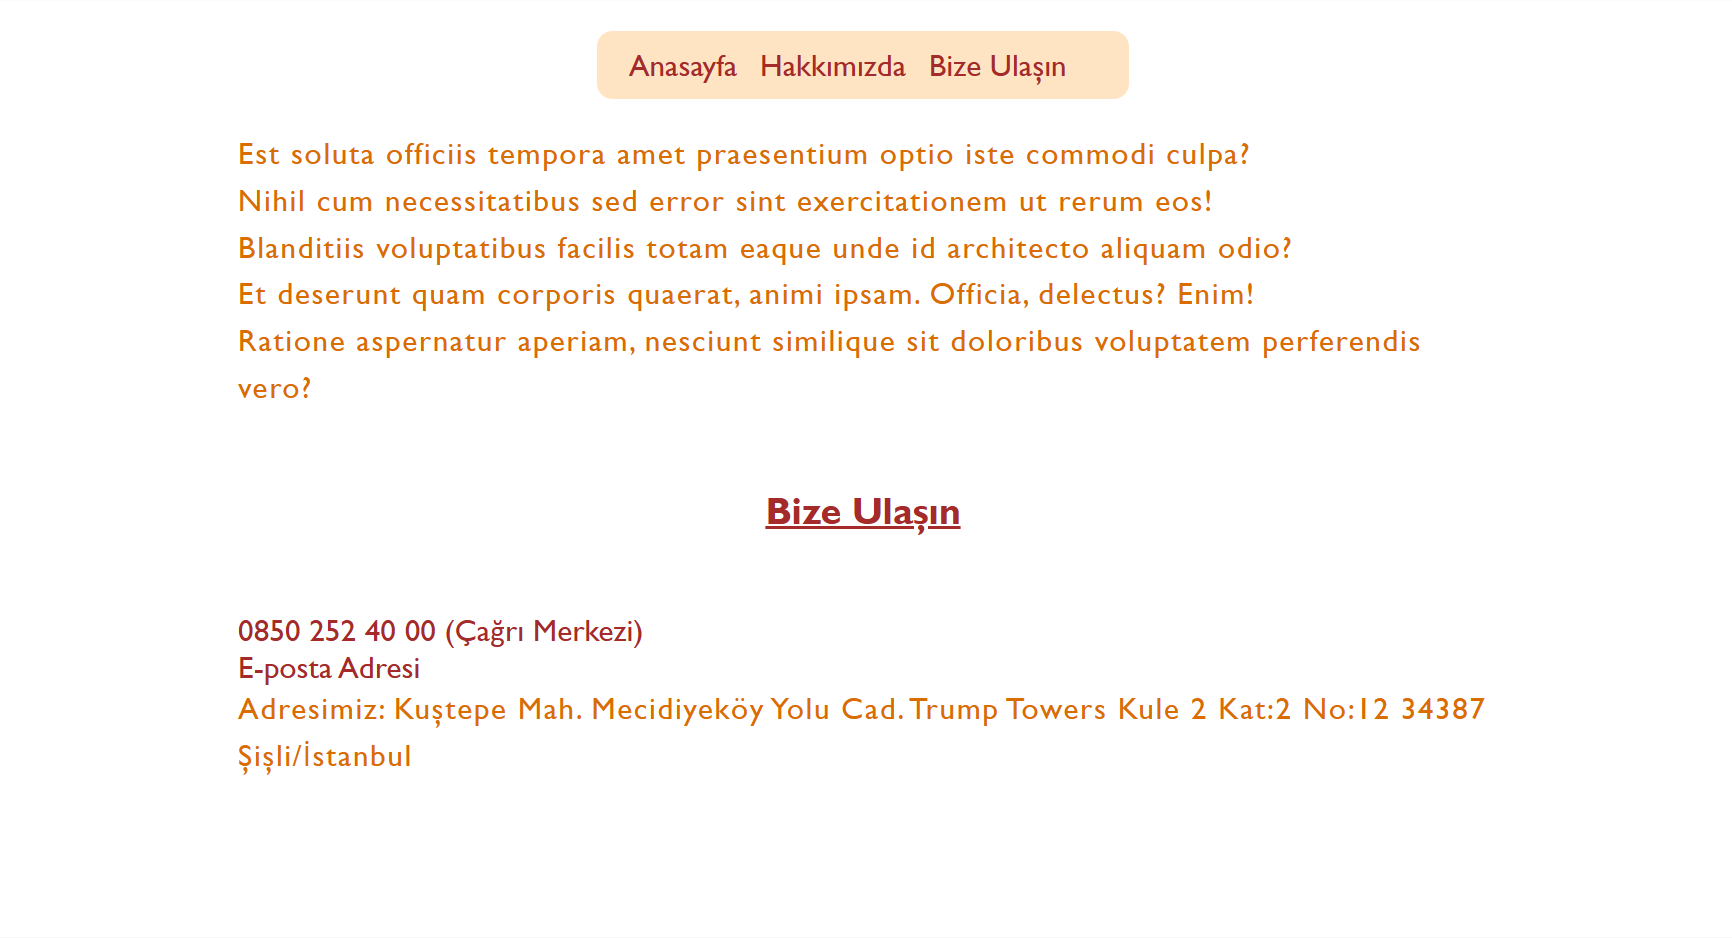 Anasayfa Hakkımızda Bize Ulaşın
Est soluta officiis tempora amet praesentium optio iste commodi culpa?
Nihil cum necessitatibus sed error sint exercitationem ut rerum eos!
Blanditiis voluptatibus facilis totam eaque unde id architecto aliquam odio?
Et deserunt quam corporis quaerat, animi ipsam. Officia, delectus? Enim!
Ratione aspernatur aperiam, nesciunt similique sit doloribus voluptatem perferendis
vero?
Bize Ulaşın
0850 252 40 00 (Çağrı Merkezi)
E-posta Adresi
Adresimiz: Kuştepe Mah. Mecidiyeköy Yolu Cad. Trump Towers Kule 2 Kat:2 No:12 34387
Şişli/İstanbul